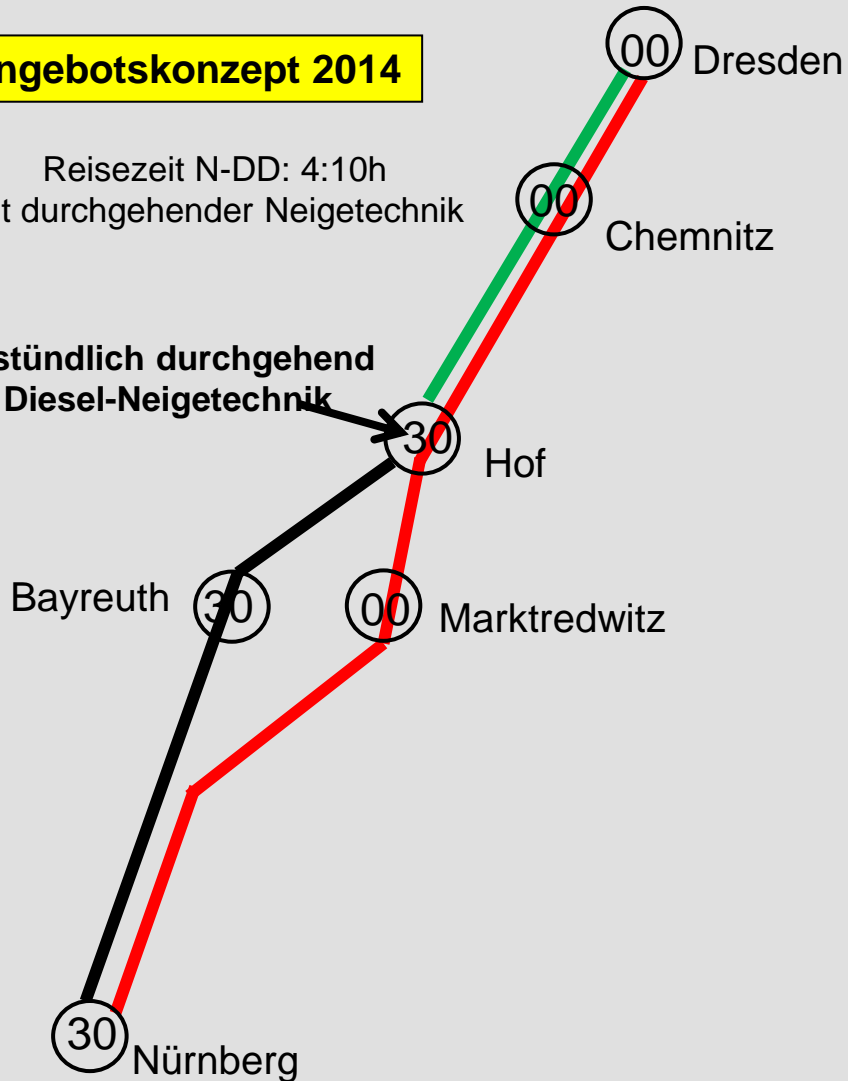 ngebotskonzept 2014
00
Dresden
Reisezeit N-DD: 4:10h
t durchgehender Neigetechnik
00
Chemnitz
stündlich durchgehend
Diesel-Neigetechnik
30
Hof
Bayreuth
30
00
Marktredwitz
30
Nürnberg